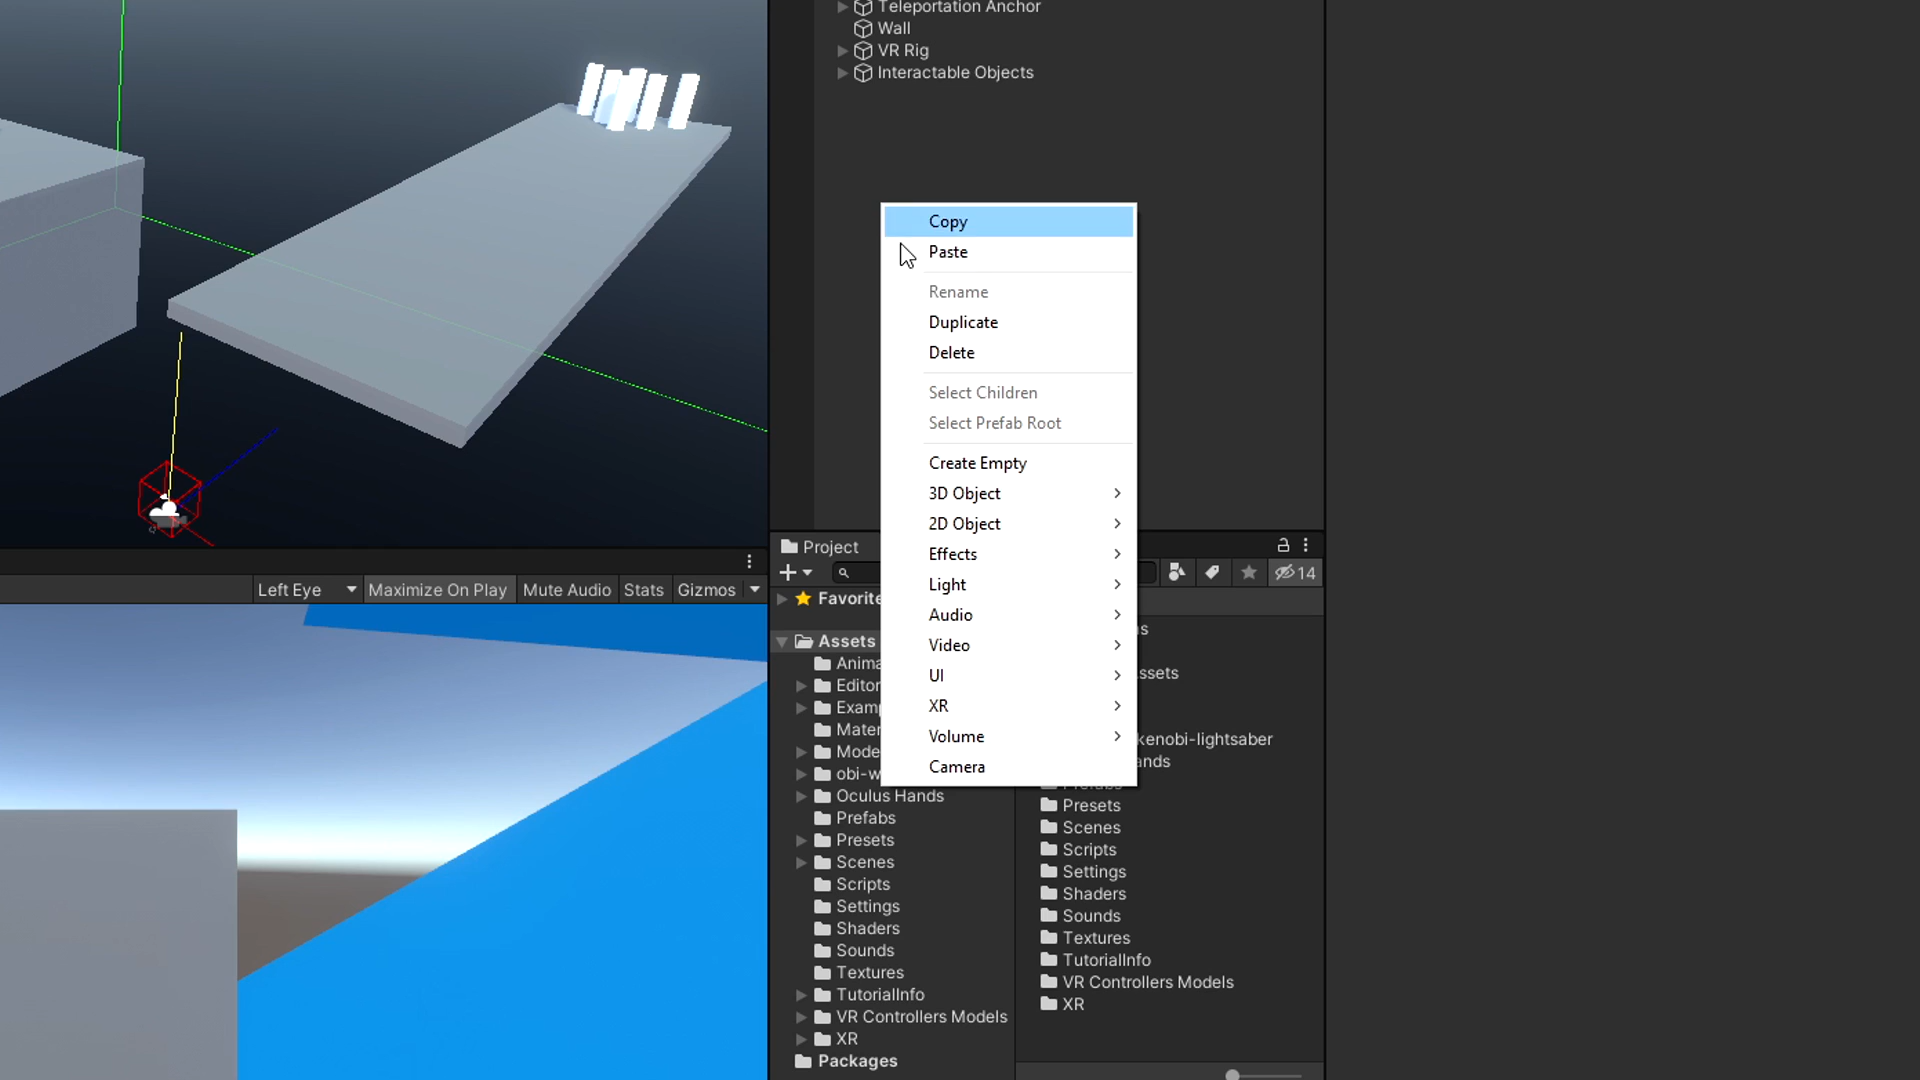 Teleportation Anchor
Wall
VR Rig
Interactable Objects
Copy
Paste
Rename
Duplicate
Delete
Select Children
Select Prefab Root
Create Empty
3D Object
2D Object
Effects
Light
Audio
Video
UI
XR
Volume
Camera
Left Eye
Maximize On Play
Mute Audio
Stats
Gizmos
Project
14
Favorite
Assets
Anima
Editor
Examp
Mater
Mode
obi-w
Oculus Hands
Prefabs
Presets
Scenes
Scripts
Settings
Shaders
Sounds
Textures
TutorialInfo
VR Controllers Models
XR
Packages
ssets
kenobi-lightsaber
ands
Prefabs
Presets
Scenes
Scripts
Settings
Shaders
Sounds
Textures
TutorialInfo
VR Controllers Models
XR